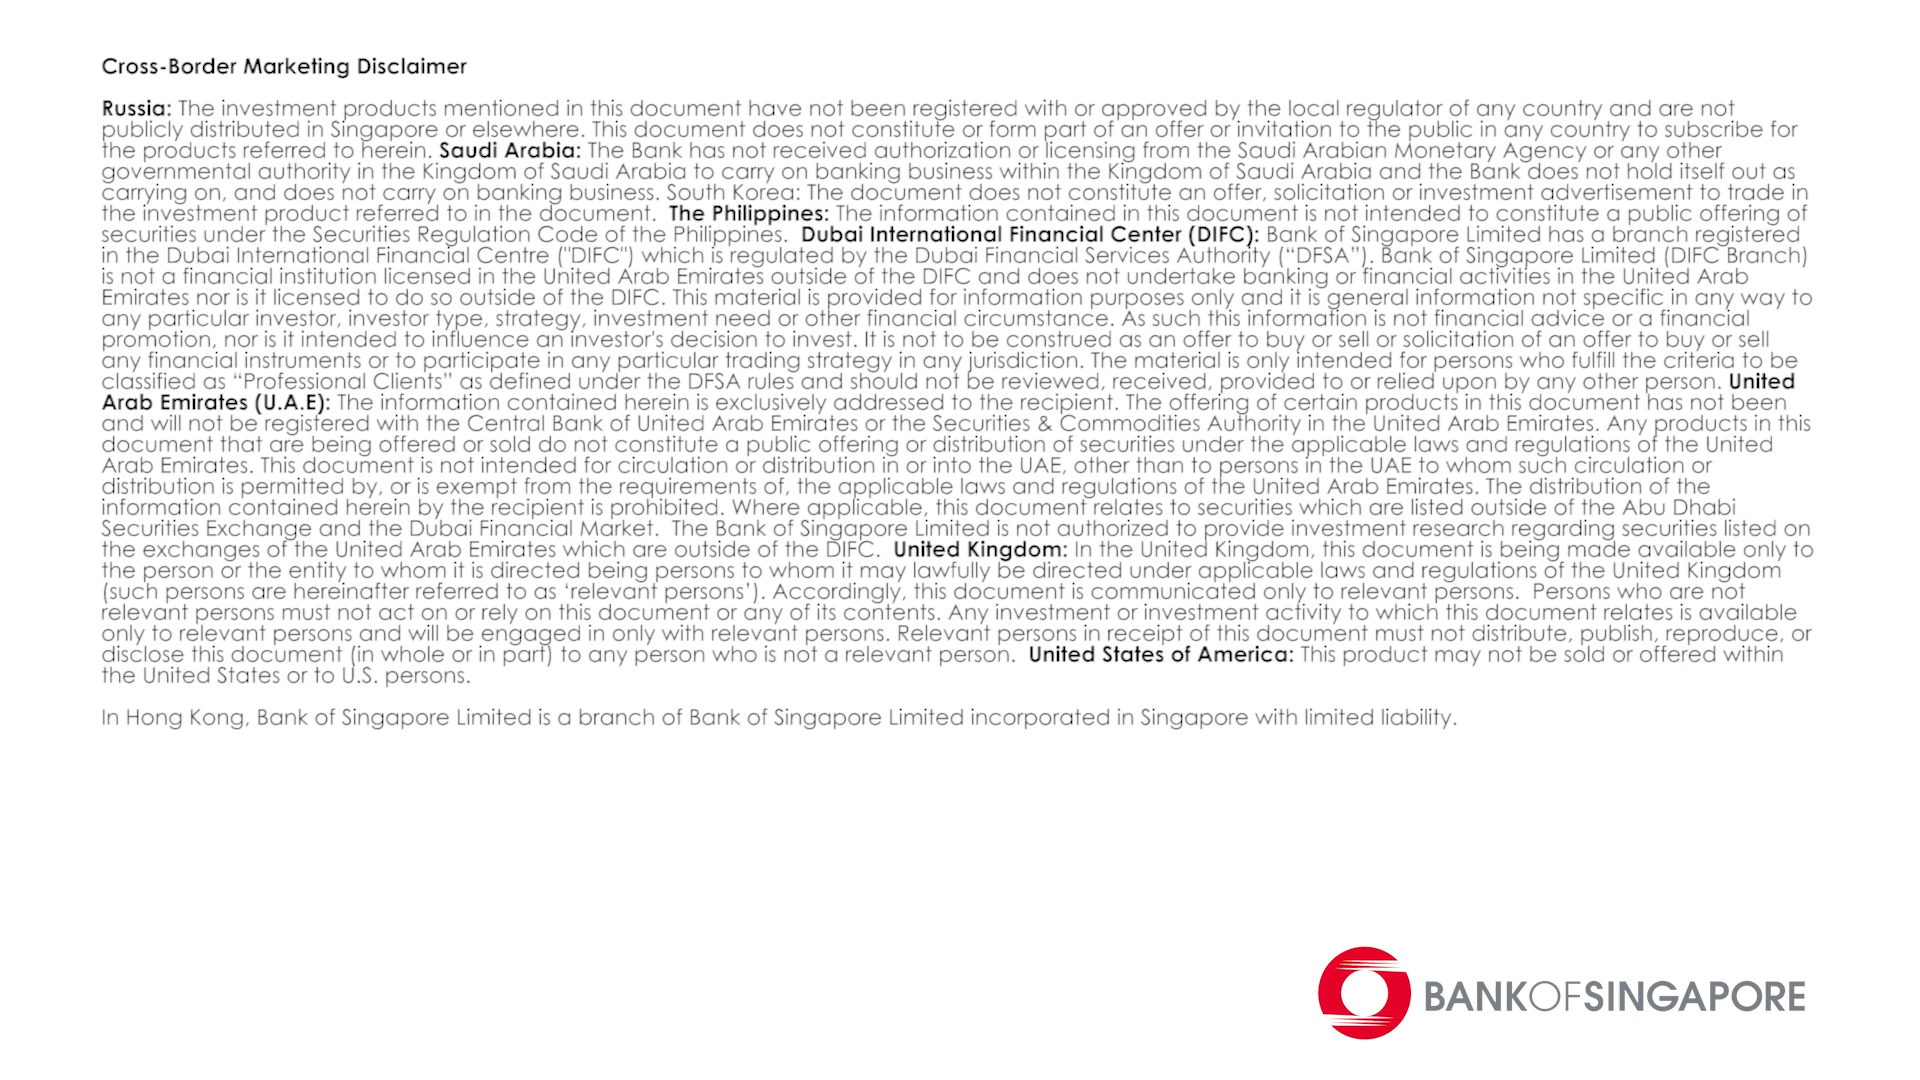 Cross-Border Marketing Disclaimer
Russia: The investment products mentioned in this document have not been registered with or approved by the local regulator of any country and are not
publicly distributed in Singapore or elsewhere. This document does not constitute or form part of an offer or invitation to the public in any country to subscribe for
the products referred to herein. Saudi Arabia: The Bank has not received authorization or licensing from the Saudi Arabian Monetary Agency or any other
governmental authority in the Kingdom of Saudi Arabia to carry on banking business within the Kingdom of Saudi Arabia and the Bank does not hold itself out as
carrying on, and does not carry on banking business. South Korea: The document does not constitute an offer, solicitation or investment advertisement to trade in
the investment product referred to in the document.  The Philippines: The information contained in this document is not intended to constitute a public offering of
securities under the Securities Regulation Code of the Philippines.  Dubai International Financial Center (DIFC): Bank of Singapore Limited has a branch registered
in the Dubai International Financial Centre ("DIFC") which is regulated by the Dubai Financial Services Authority (“DFSA”). Bank of Singapore Limited (DIFC Branch)
is not a financial institution licensed in the United Arab Emirates outside of the DIFC and does not undertake banking or financial activities in the United Arab
Emirates nor is it licensed to do so outside of the DIFC. This material is provided for information purposes only and it is general information not specific in any way to
any particular investor, investor type, strategy, investment need or other financial circumstance. As such this information is not financial advice or a financial
promotion, nor is it intended to influence an investor's decision to invest. It is not to be construed as an offer to buy or sell or solicitation of an offer to buy or sell
any financial instruments or to participate in any particular trading strategy in any jurisdiction. The material is only intended for persons who fulfill the criteria to be
classified as “Professional Clients” as defined under the DFSA rules and should not be reviewed, received, provided to or relied upon by any other person. United
Arab Emirates (U.A.E): The information contained herein is exclusively addressed to the recipient. The offering of certain products in this document has not been
and will not be registered with the Central Bank of United Arab Emirates or the Securities & Commodities Authority in the United Arab Emirates. Any products in this
document that are being offered or sold do not constitute a public offering or distribution of securities under the applicable laws and regulations of the United
Arab Emirates. This document is not intended for circulation or distribution in or into the UAE, other than to persons in the UAE to whom such circulation or
distribution is permitted by, or is exempt from the requirements of, the applicable laws and regulations of the United Arab Emirates. The distribution of the
information contained herein by the recipient is prohibited. Where applicable, this document relates to securities which are listed outside of the Abu Dhabi
Securities Exchange and the Dubai Financial Market.  The Bank of Singapore Limited is not authorized to provide investment research regarding securities listed on
the exchanges of the United Arab Emirates which are outside of the DIFC.  United Kingdom: In the United Kingdom, this document is being made available only to
the person or the entity to whom it is directed being persons to whom it may lawfully be directed under applicable laws and regulations of the United Kingdom
(such persons are hereinafter referred to as ‘relevant persons’). Accordingly, this document is communicated only to relevant persons.  Persons who are not
relevant persons must not act on or rely on this document or any of its contents. Any investment or investment activity to which this document relates is available
only to relevant persons and will be engaged in only with relevant persons. Relevant persons in receipt of this document must not distribute, publish, reproduce, or
disclose this document (in whole or in part) to any person who is not a relevant person.  United States of America: This product may not be sold or offered within
the United States or to U.S. persons.
In Hong Kong, Bank of Singapore Limited is a branch of Bank of Singapore Limited incorporated in Singapore with limited liability.
BANKOFSINGAPORE